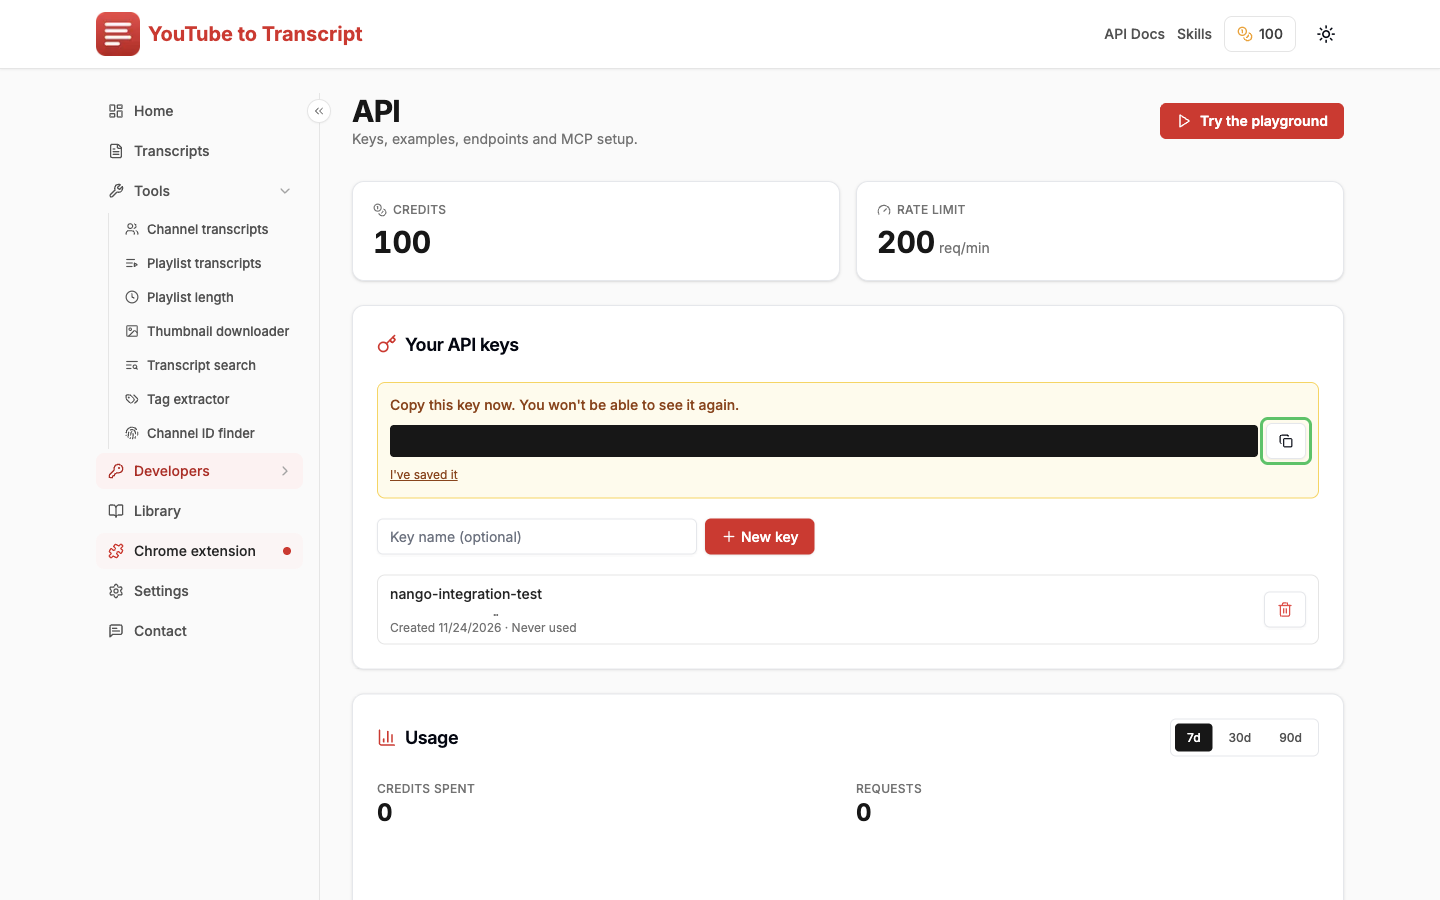 YouTube to Transcript
API Docs
Skills
100
Home
Transcripts
Tools
Channel transcripts
Playlist transcripts
Playlist length
Thumbnail downloader
Transcript search
Tag extractor
Channel ID finder
Developers
Library
Chrome extension
Settings
Contact
API
Keys, examples, endpoints and MCP setup.
Try the playground
CREDITS
100
RATE LIMIT
200 req/min
Your API keys
Copy this key now. You won't be able to see it again.
I've saved it
Key name (optional)
New key
nango-integration-test
Created 11/24/2026 · Never used
Usage
7d
30d
90d
CREDITS SPENT
0
REQUESTS
0